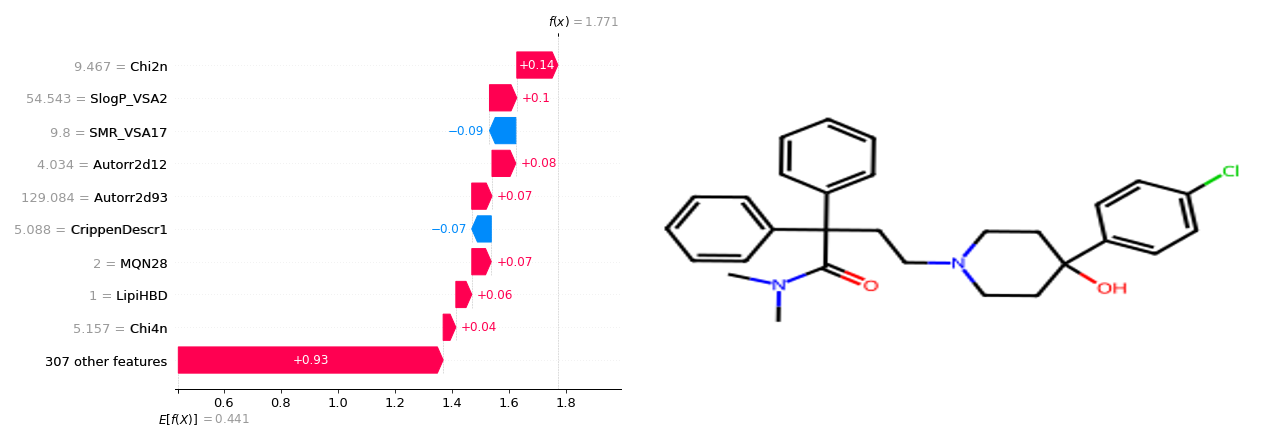 f(x) = 1.771
9.467 = Chi2n
+0.14
54.543 = SlogP_VSA2
+0.1
9.8 = SMR_VSA17
−0.09
4.034 = Autorr2d12
+0.08
129.084 = Autorr2d93
+0.07
5.088 = CrippenDescr1
−0.07
2 = MQN28
+0.07
1 = LipiHBD
+0.06
5.157 = Chi4n
+0.04
307 other features
+0.93
0.6 0.8 1.0 1.2 1.4 1.6 1.8
E[f(X)] = 0.441
Cl
N
N
O
OH